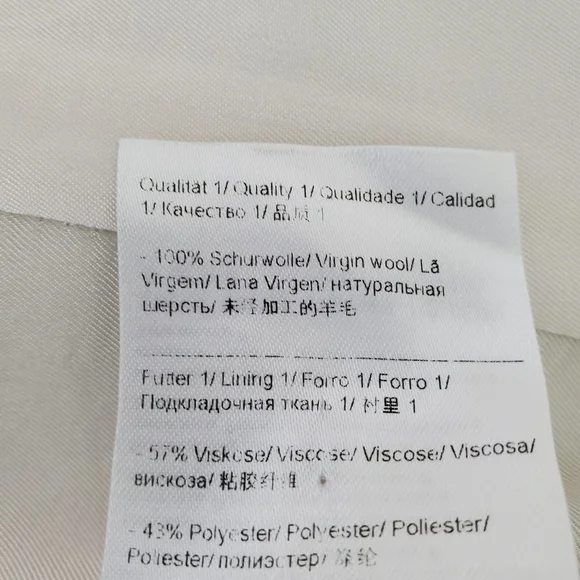 Qualität 1/ Quality 1/ Qualidade 1/ Calidad
1/ Качество 1/ 品质 1
- 100% Schurwolle/ Virgin wool/ Lã
Virgem/ Lana Virgen/ натуральная
шерсть/ 未经加工的羊毛
Futter 1/ Lining 1/ Forro 1/ Forro 1/
Подкладочная ткань 1/ 衬里 1
- 57% Viskose/ Viscose/ Viscose/ Viscosa/
вискоза/ 粘胶纤维
- 43% Polyester/ Polyester/ Poliester/
Poliester/ полиэстер/ 涤纶